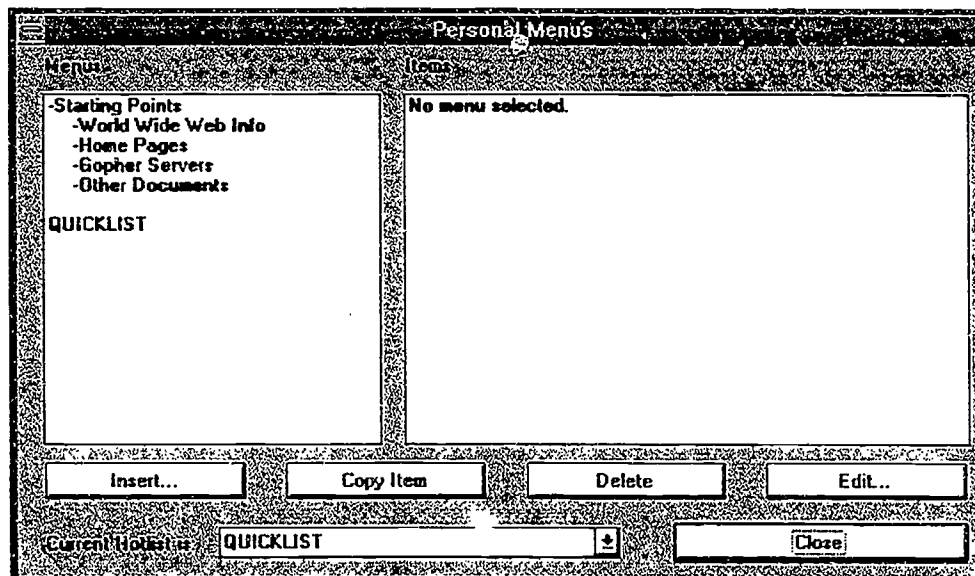 Personal Menus
Menus
Items
-Starting Points
-World Wide Web Info
-Home Pages
-Gopher Servers
-Other Documents
QUICKLIST
No menu selected.
Insert...
Copy Item
Delete
Edit...
Current Hotlist is
QUICKLIST
Close